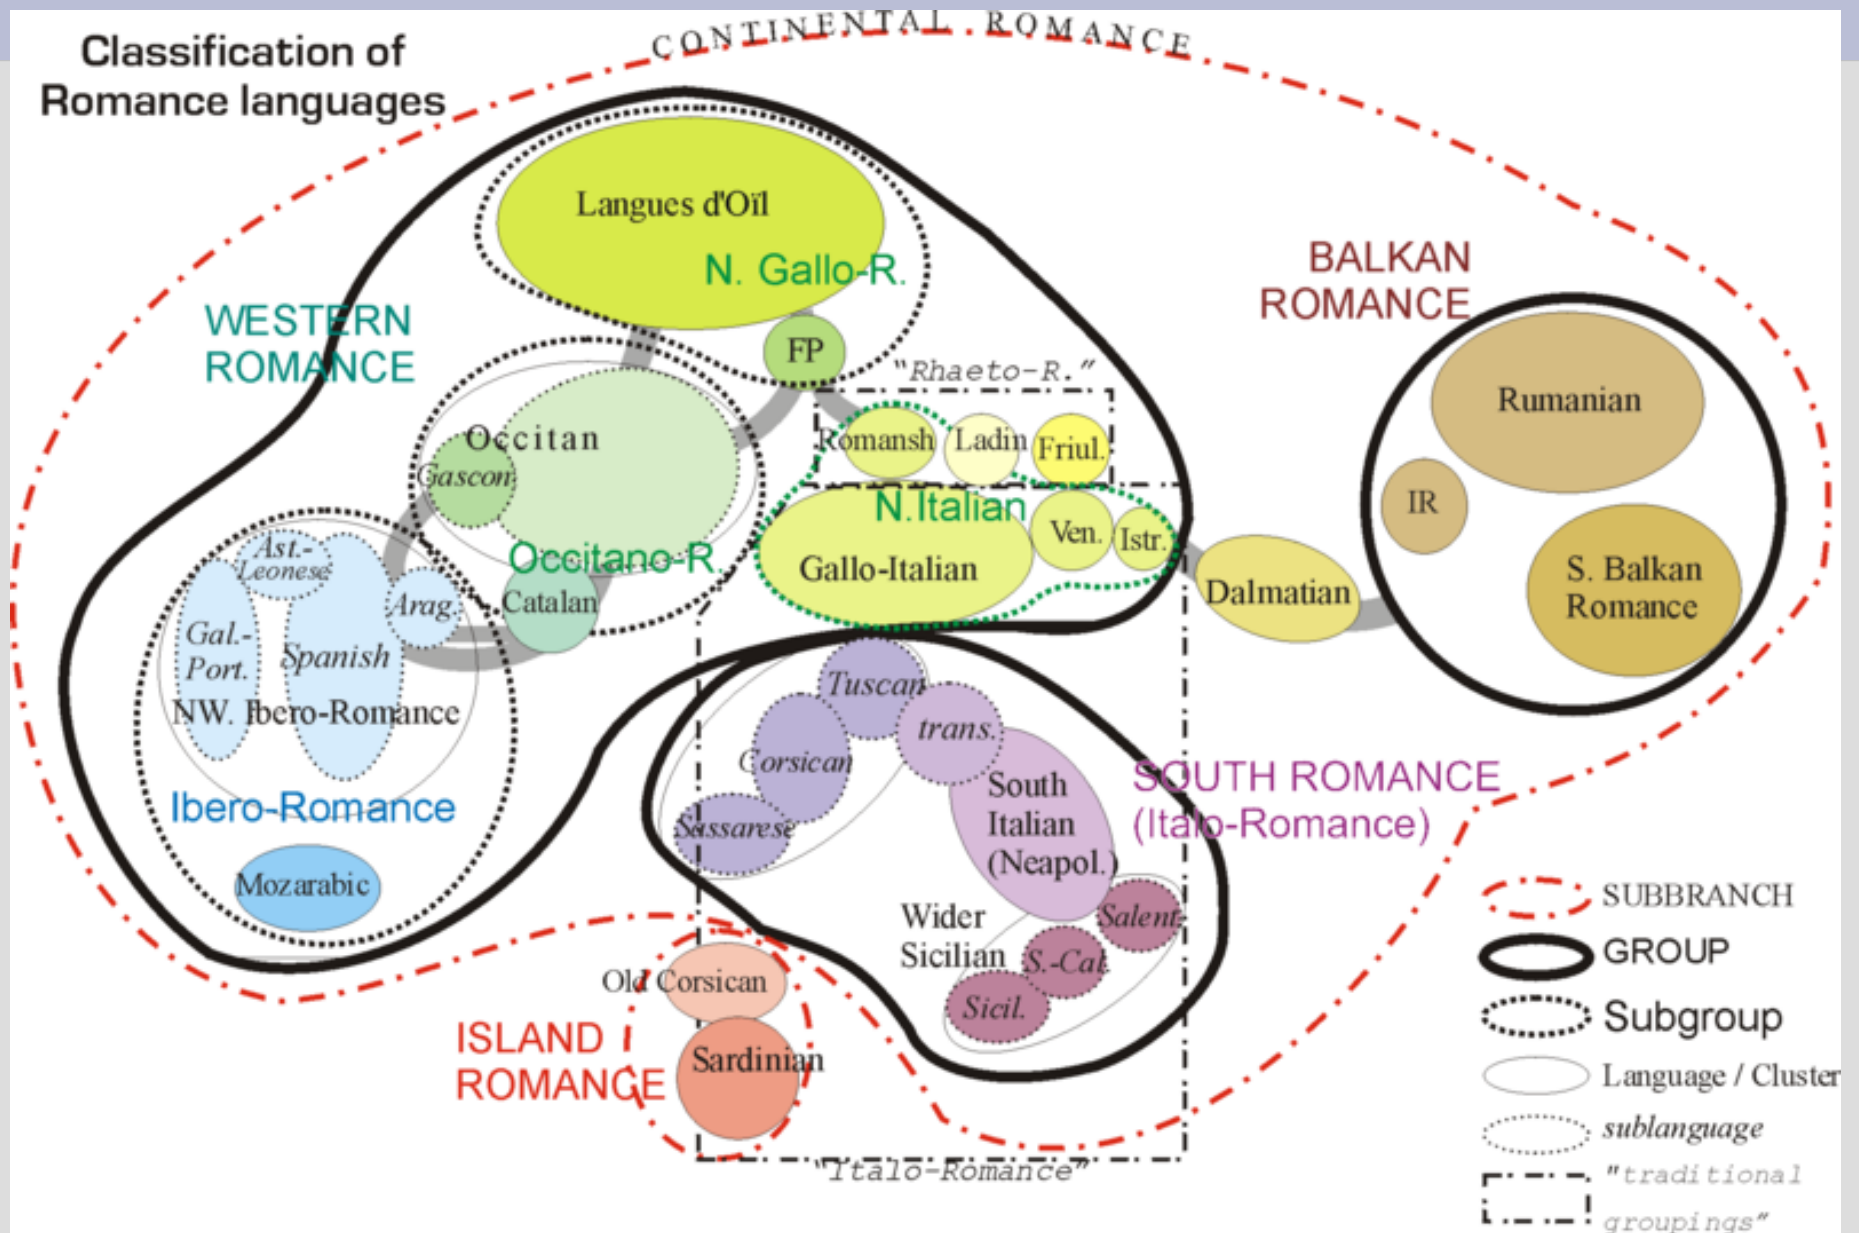 CONTINENTAL ROMANCE
Classification of
Romance languages
Langues d'Oïl
N. Gallo-R.
WESTERN
ROMANCE
BALKAN
ROMANCE
FP
"Rhaeto-R."
Rumanian
Occitan
Romansh
Ladin
Friul.
Gascon
N.Italian
IR
Ven.
Istr.
Occitano-R.
Gallo-Italian
Ast.-
Leonese
Arag.
Catalan
Dalmatian
S. Balkan
Romance
Gal.-
Port.
Spanish
NW. Ibero-Romance
Tuscan
trans.
Corsican
Ibero-Romance
South
Italian
(Neapol.)
SOUTH ROMANCE
(Italo-Romance)
Sassarese
Mozarabic
Wider
Sicilian
Salent.
S.-Cal.
Sicil.
Old Corsican
ISLAND
ROMANCE
Sardinian
"Italo-Romance"
SUBBRANCH
GROUP
Subgroup
Language / Cluster
sublanguage
"traditional
groupings"